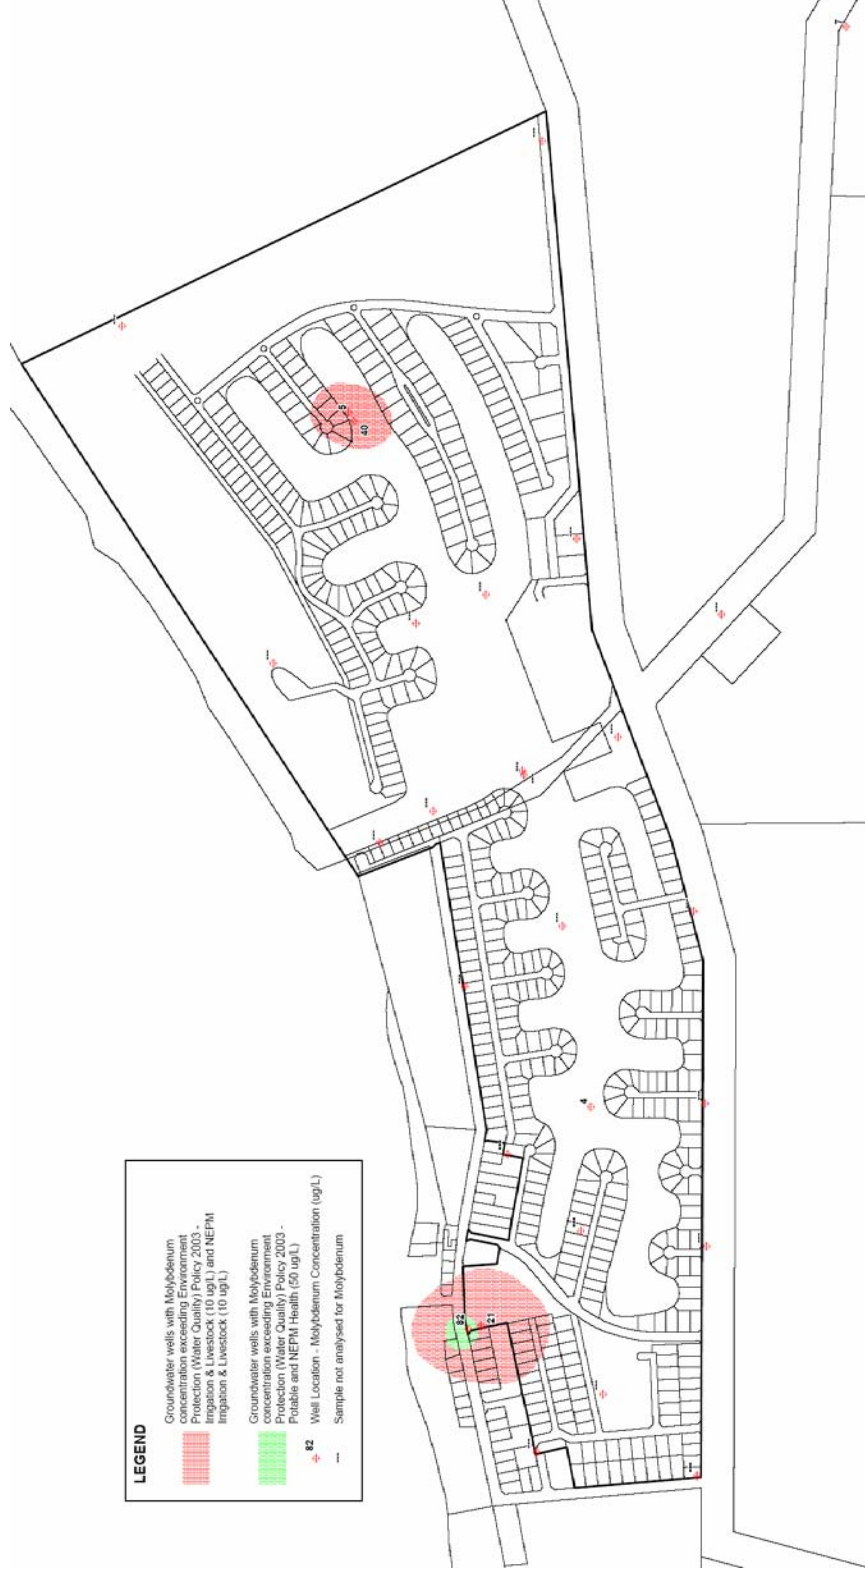 LEGEND
Groundwater wells with Molybdenum
concentration exceeding Environment
Protection (Water Quality) Policy 2003 -
Irrigation & Livestock (10 ug/L) and NEPM
Irrigation & Livestock (10 ug/L)
Groundwater wells with Molybdenum
concentration exceeding Environment
Protection (Water Quality) Policy 2003 -
Potable and NEPM Health (50 ug/L)
82 Well Location - Molybdenum Concentration (ug/L)
--- Sample not analysed for Molybdenum
82
21
4
5
40
7